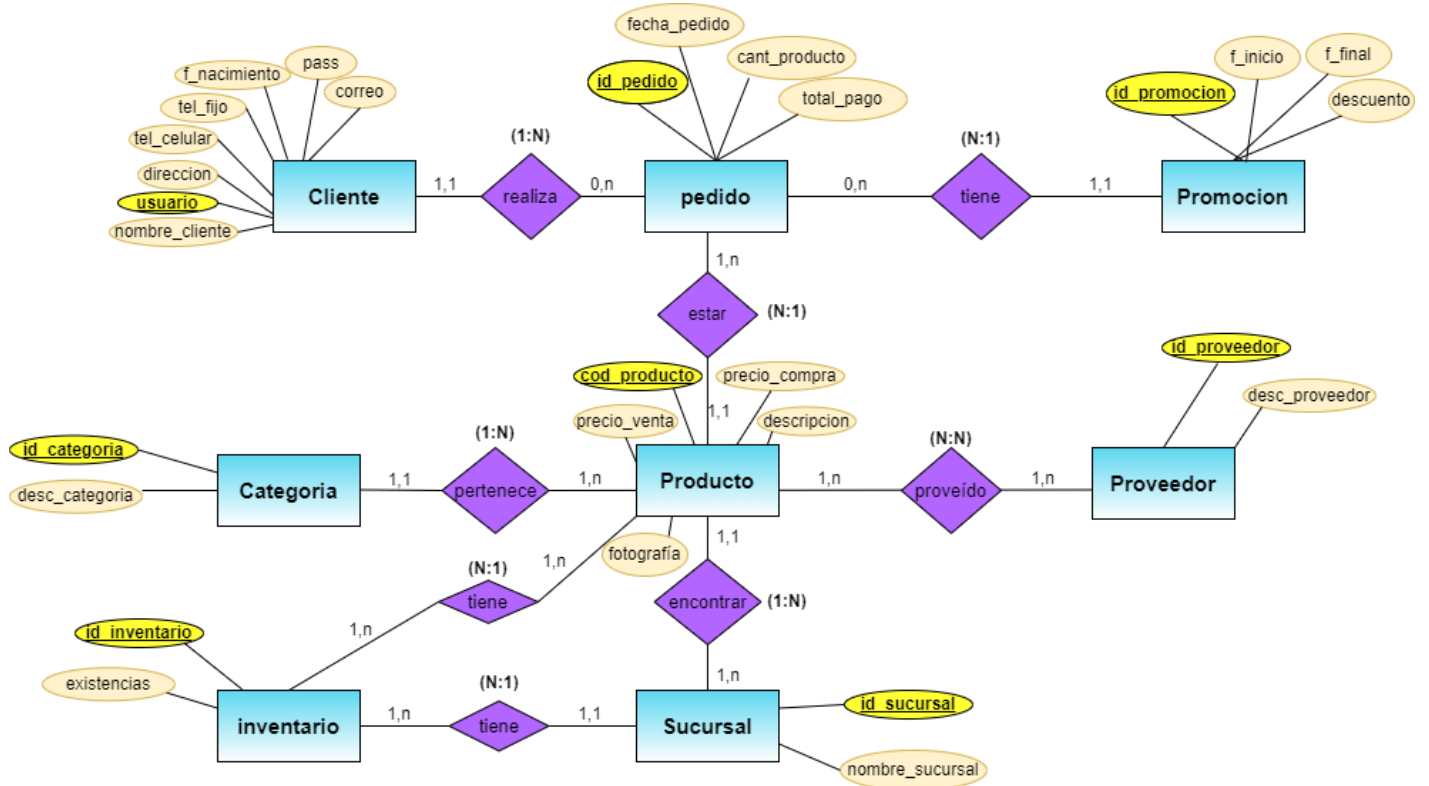 fecha_pedido
pass
f_nacimiento
cant_producto
f_inicio
f_final
id_pedido
correo
id_promocion
total_pago
descuento
tel_fijo
tel_celular
(1:N)
(N:1)
direccion
usuario
nombre_cliente
Cliente
1,1
realiza
0,n
pedido
0,n
tiene
1,1
Promocion
1,n
estar
(N:1)
id_proveedor
cod_producto
precio_compra
desc_proveedor
1,1
precio_venta
descripcion
(1:N)
(N:N)
id_categoria
desc_categoria
Categoria
1,1
pertenece
1,n
Producto
1,n
proveído
1,n
Proveedor
1,1
fotografía
1,n
(N:1)
tiene
encontrar
(1:N)
id_inventario
1,n
existencias
1,n
(N:1)
id_sucursal
inventario
1,n
tiene
1,1
Sucursal
nombre_sucursal